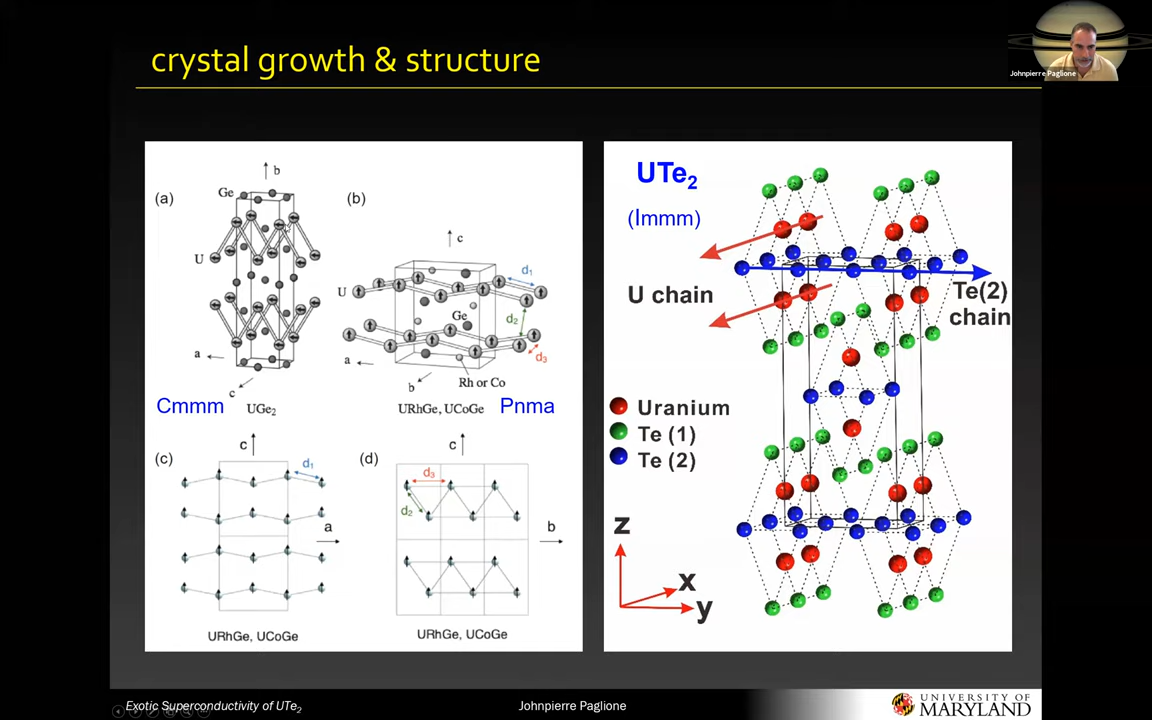 crystal growth & structure
Johnpierre Paglione
(a)
b
Ge
U
a
c
Cmmm
UGe2
(b)
c
U
d1
Ge
d2
d3
a
b
Rh or Co
URhGe, UCoGe
Pnma
(c)
c
d1
a
URhGe, UCoGe
(d)
c
d3
d2
b
URhGe, UCoGe
UTe2
(Immm)
U chain
Te(2)
chain
Uranium
Te (1)
Te (2)
z
x
y
Exotic Superconductivity of UTe2
Johnpierre Paglione
UNIVERSITY OF
MARYLAND